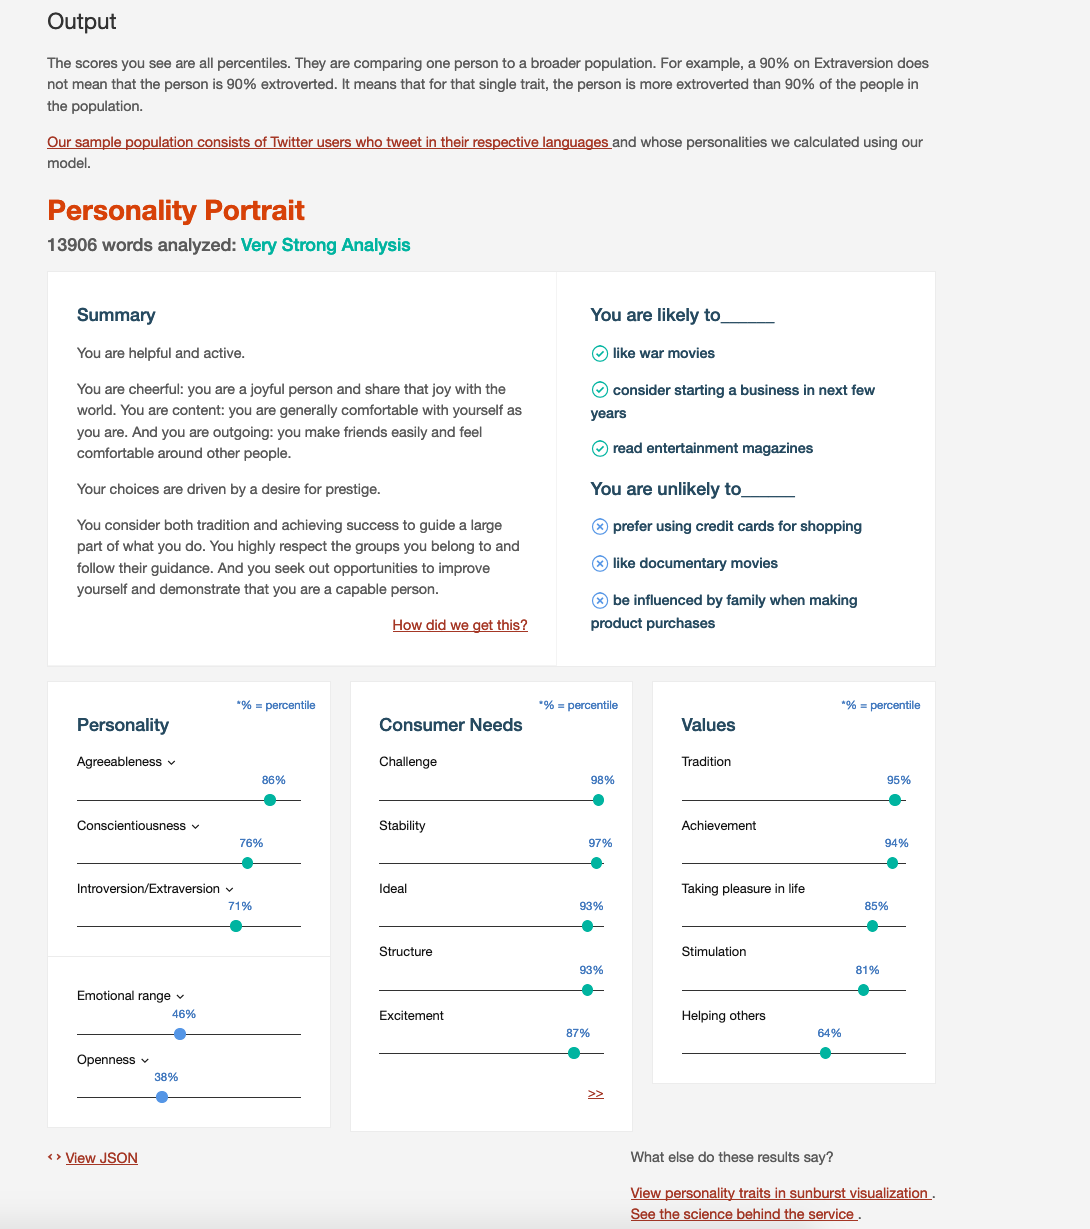 Output
The scores you see are all percentiles. They are comparing one person to a broader population. For example, a 90% on Extraversion does
not mean that the person is 90% extroverted. It means that for that single trait, the person is more extroverted than 90% of the people in
the population.
Our sample population consists of Twitter users who tweet in their respective languages and whose personalities we calculated using our
model.
Personality Portrait
13906 words analyzed: Very Strong Analysis
Summary
You are helpful and active.
You are cheerful: you are a joyful person and share that joy with the
world. You are content: you are generally comfortable with yourself as
you are. And you are outgoing: you make friends easily and feel
comfortable around other people.
Your choices are driven by a desire for prestige.
You consider both tradition and achieving success to guide a large
part of what you do. You highly respect the groups you belong to and
follow their guidance. And you seek out opportunities to improve
yourself and demonstrate that you are a capable person.
How did we get this?
You are likely to______
like war movies
consider starting a business in next few
years
read entertainment magazines
You are unlikely to______
prefer using credit cards for shopping
like documentary movies
be influenced by family when making
product purchases
*% = percentile
Personality
Agreeableness
86%
Conscientiousness
76%
Introversion/Extraversion
71%
Emotional range
46%
Openness
38%
*% = percentile
Consumer Needs
Challenge
98%
Stability
97%
Ideal
93%
Structure
93%
Excitement
87%
>>
*% = percentile
Values
Tradition
95%
Achievement
94%
Taking pleasure in life
85%
Stimulation
81%
Helping others
64%
View JSON
What else do these results say?
View personality traits in sunburst visualization .
See the science behind the service .